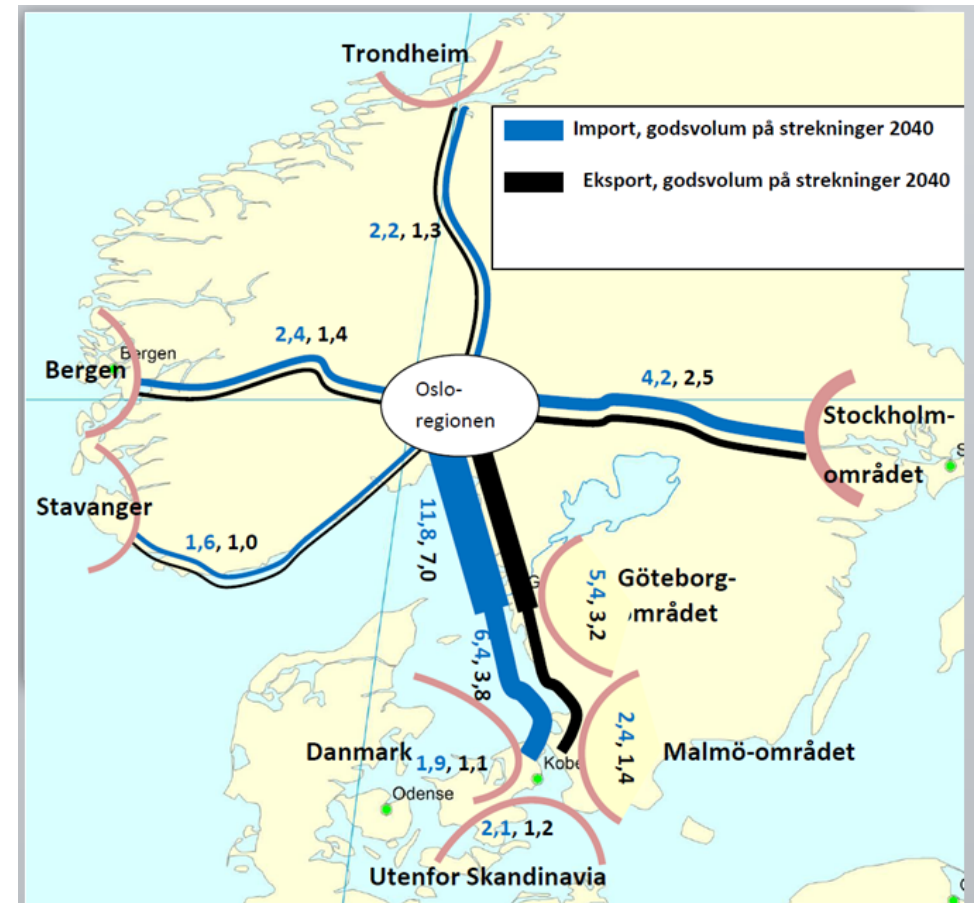 Trondheim
Import, godsvolum på strekninger 2040
Eksport, godsvolum på strekninger 2040
2,2, 1,3
2,4, 1,4
Bergen
Bergen
Oslo-
regionen
4,2, 2,5
Stockholm-
området
Stavanger
1,6, 1,0
11,8, 7,0
G
Göteborg-
området
5,4, 3,2
6,4, 3,8
Danmark
1,9, 1,1
Kobe
2,4, 1,4
Malmö-området
Odense
2,1, 1,2
Utenfor Skandinavia